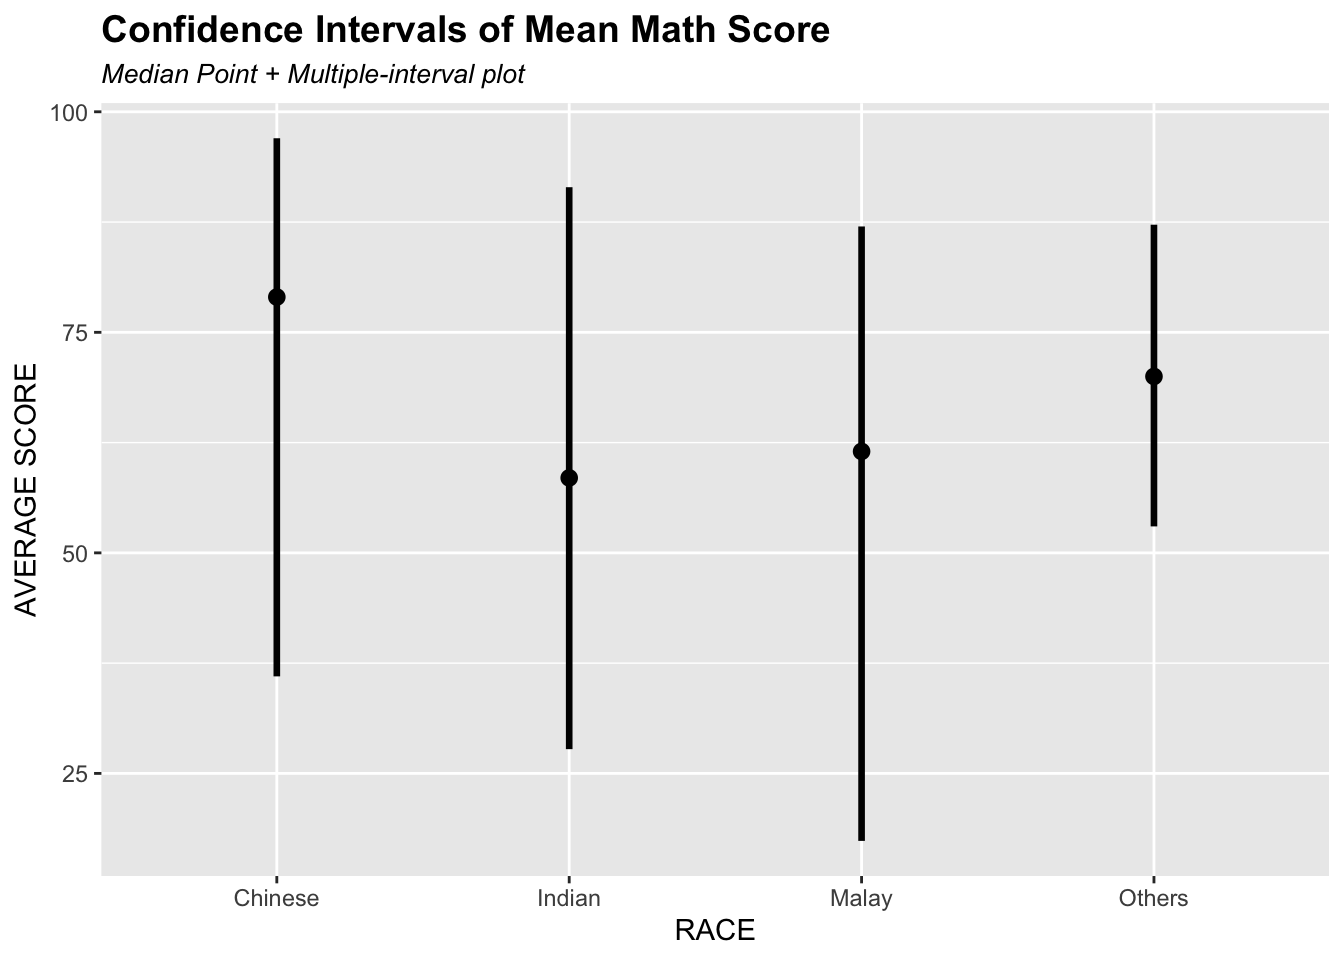 Confidence Intervals of Mean Math Score
Median Point + Multiple-interval plot
100
75
50
25
AVERAGE SCORE
Chinese Indian Malay Others
RACE